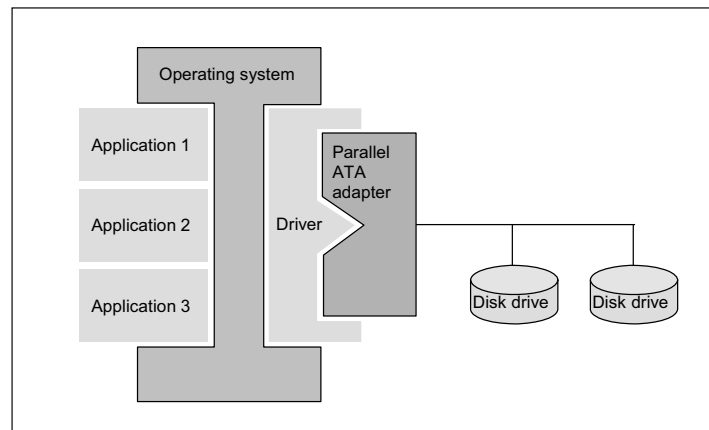 Operating system
Application 1
Application 2
Application 3
Driver
Parallel
ATA
adapter
Disk drive
Disk drive